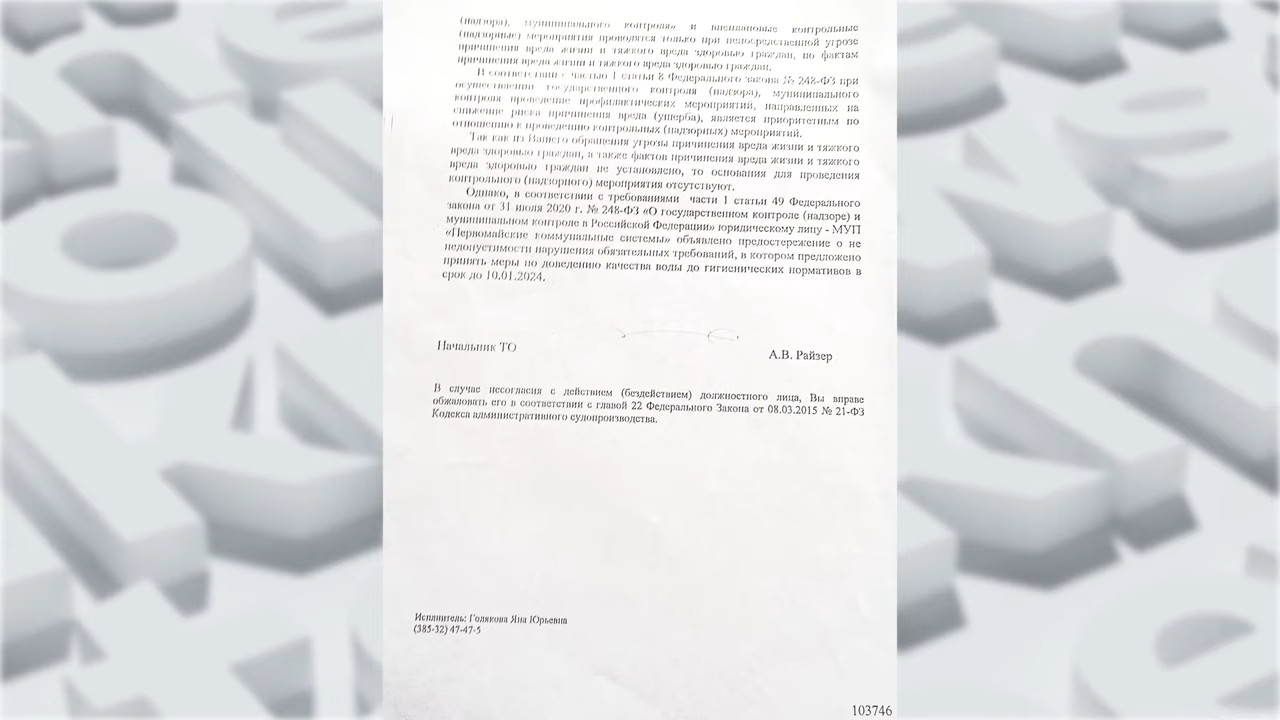 (надзора), муниципального контроля» и внеплановые контрольные
(надзорные) мероприятия проводятся только при непосредственной угрозе
причинения вреда жизни и тяжкого вреда здоровью граждан, по фактам
причинения вреда жизни и тяжкого вреда здоровью граждан.
В соответствии с частью 1 статьи 8 Федерального закона № 248-ФЗ при
осуществлении государственного контроля (надзора), муниципального
контроля проведение профилактических мероприятий, направленных на
снижение риска причинения вреда (ущерба), является приоритетным по
отношению к проведению контрольных (надзорных) мероприятий.
Так как из Вашего обращения угрозы причинения вреда жизни и тяжкого
вреда здоровью граждан, а также фактов причинения вреда жизни и тяжкого
вреда здоровью граждан не установлено, то основания для проведения
контрольного (надзорного) мероприятия отсутствуют.
Однако, в соответствии с требованиями части 1 статьи 49 Федерального
закона от 31 июля 2020 г. № 248-ФЗ «О государственном контроле (надзоре) и
муниципальном контроле в Российской Федерации» юридическому лицу - МУП
«Первомайские коммунальные системы» объявлено предостережение о не
недопустимости нарушения обязательных требований, в котором предложено
принять меры по доведению качества воды до гигиенических нормативов в
срок до 10.01.2024.
Начальник ТО
А.В. Райзер
В случае несогласия с действием (бездействием) должностного лица, Вы вправе
обжаловать его в соответствии с главой 22 Федерального Закона от 08.03.2015 № 21-ФЗ
Кодекса административного судопроизводства.
Исплнитель: Голякова Яна Юрьевна
(385-32) 47-47-5
103746